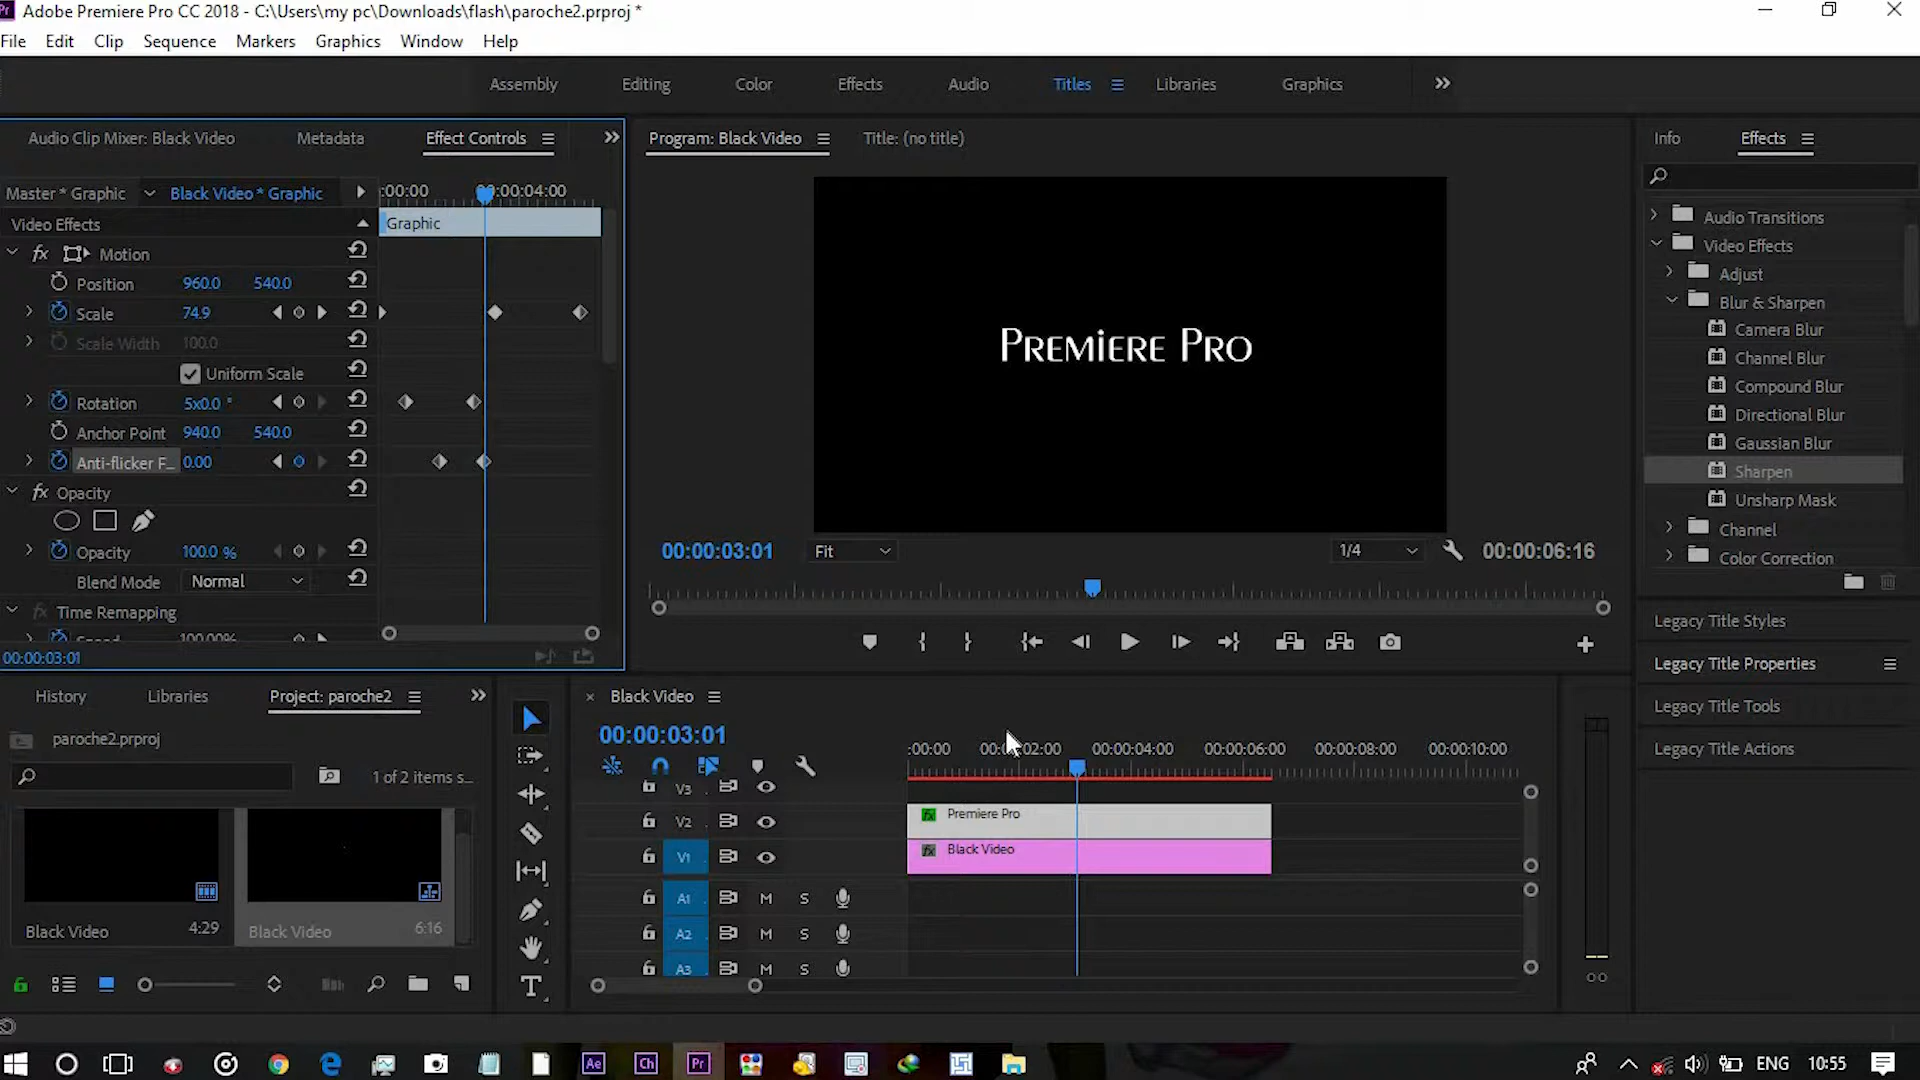 Adobe Premiere Pro CC 2018 - C:\Users\my pc\Downloads\flash\paroche2.prproj *
File Edit Clip Sequence Markers Graphics Window Help
Assembly Editing Color Effects Audio Titles Libraries Graphics
Audio Clip Mixer: Black Video Metadata Effect Controls
Master * Graphic Black Video * Graphic
:00:00 00:00:04:00
Video Effects
Graphic
fx Motion
Position 960.0 540.0
Scale 74.9
Scale Width 100.0
Uniform Scale
Rotation 5x0.0 °
Anchor Point 940.0 540.0
Anti-flicker F... 0.00
fx Opacity
Opacity 100.0 %
Blend Mode Normal
fx Time Remapping
Speed 100.00%
00:00:03:01
Program: Black Video Title: (no title)
Premiere Pro
00:00:03:01 Fit 1/4 00:00:06:16
Info Effects
Audio Transitions
Video Effects
Adjust
Blur & Sharpen
Camera Blur
Channel Blur
Compound Blur
Directional Blur
Gaussian Blur
Sharpen
Unsharp Mask
Channel
Color Correction
Legacy Title Styles
Legacy Title Properties
Legacy Title Tools
Legacy Title Actions
History Libraries Project: paroche2
paroche2.prproj
1 of 2 items s...
Black Video 4:29
Black Video 6:16
× Black Video
00:00:03:01
:00:00 00:00:02:00 00:00:04:00 00:00:06:00 00:00:08:00 00:00:10:00
V3
V2 fx Premiere Pro
V1 fx Black Video
A1 M S
A2 M S
A3 M S
T
Ae Ch Pr
ENG 10:55